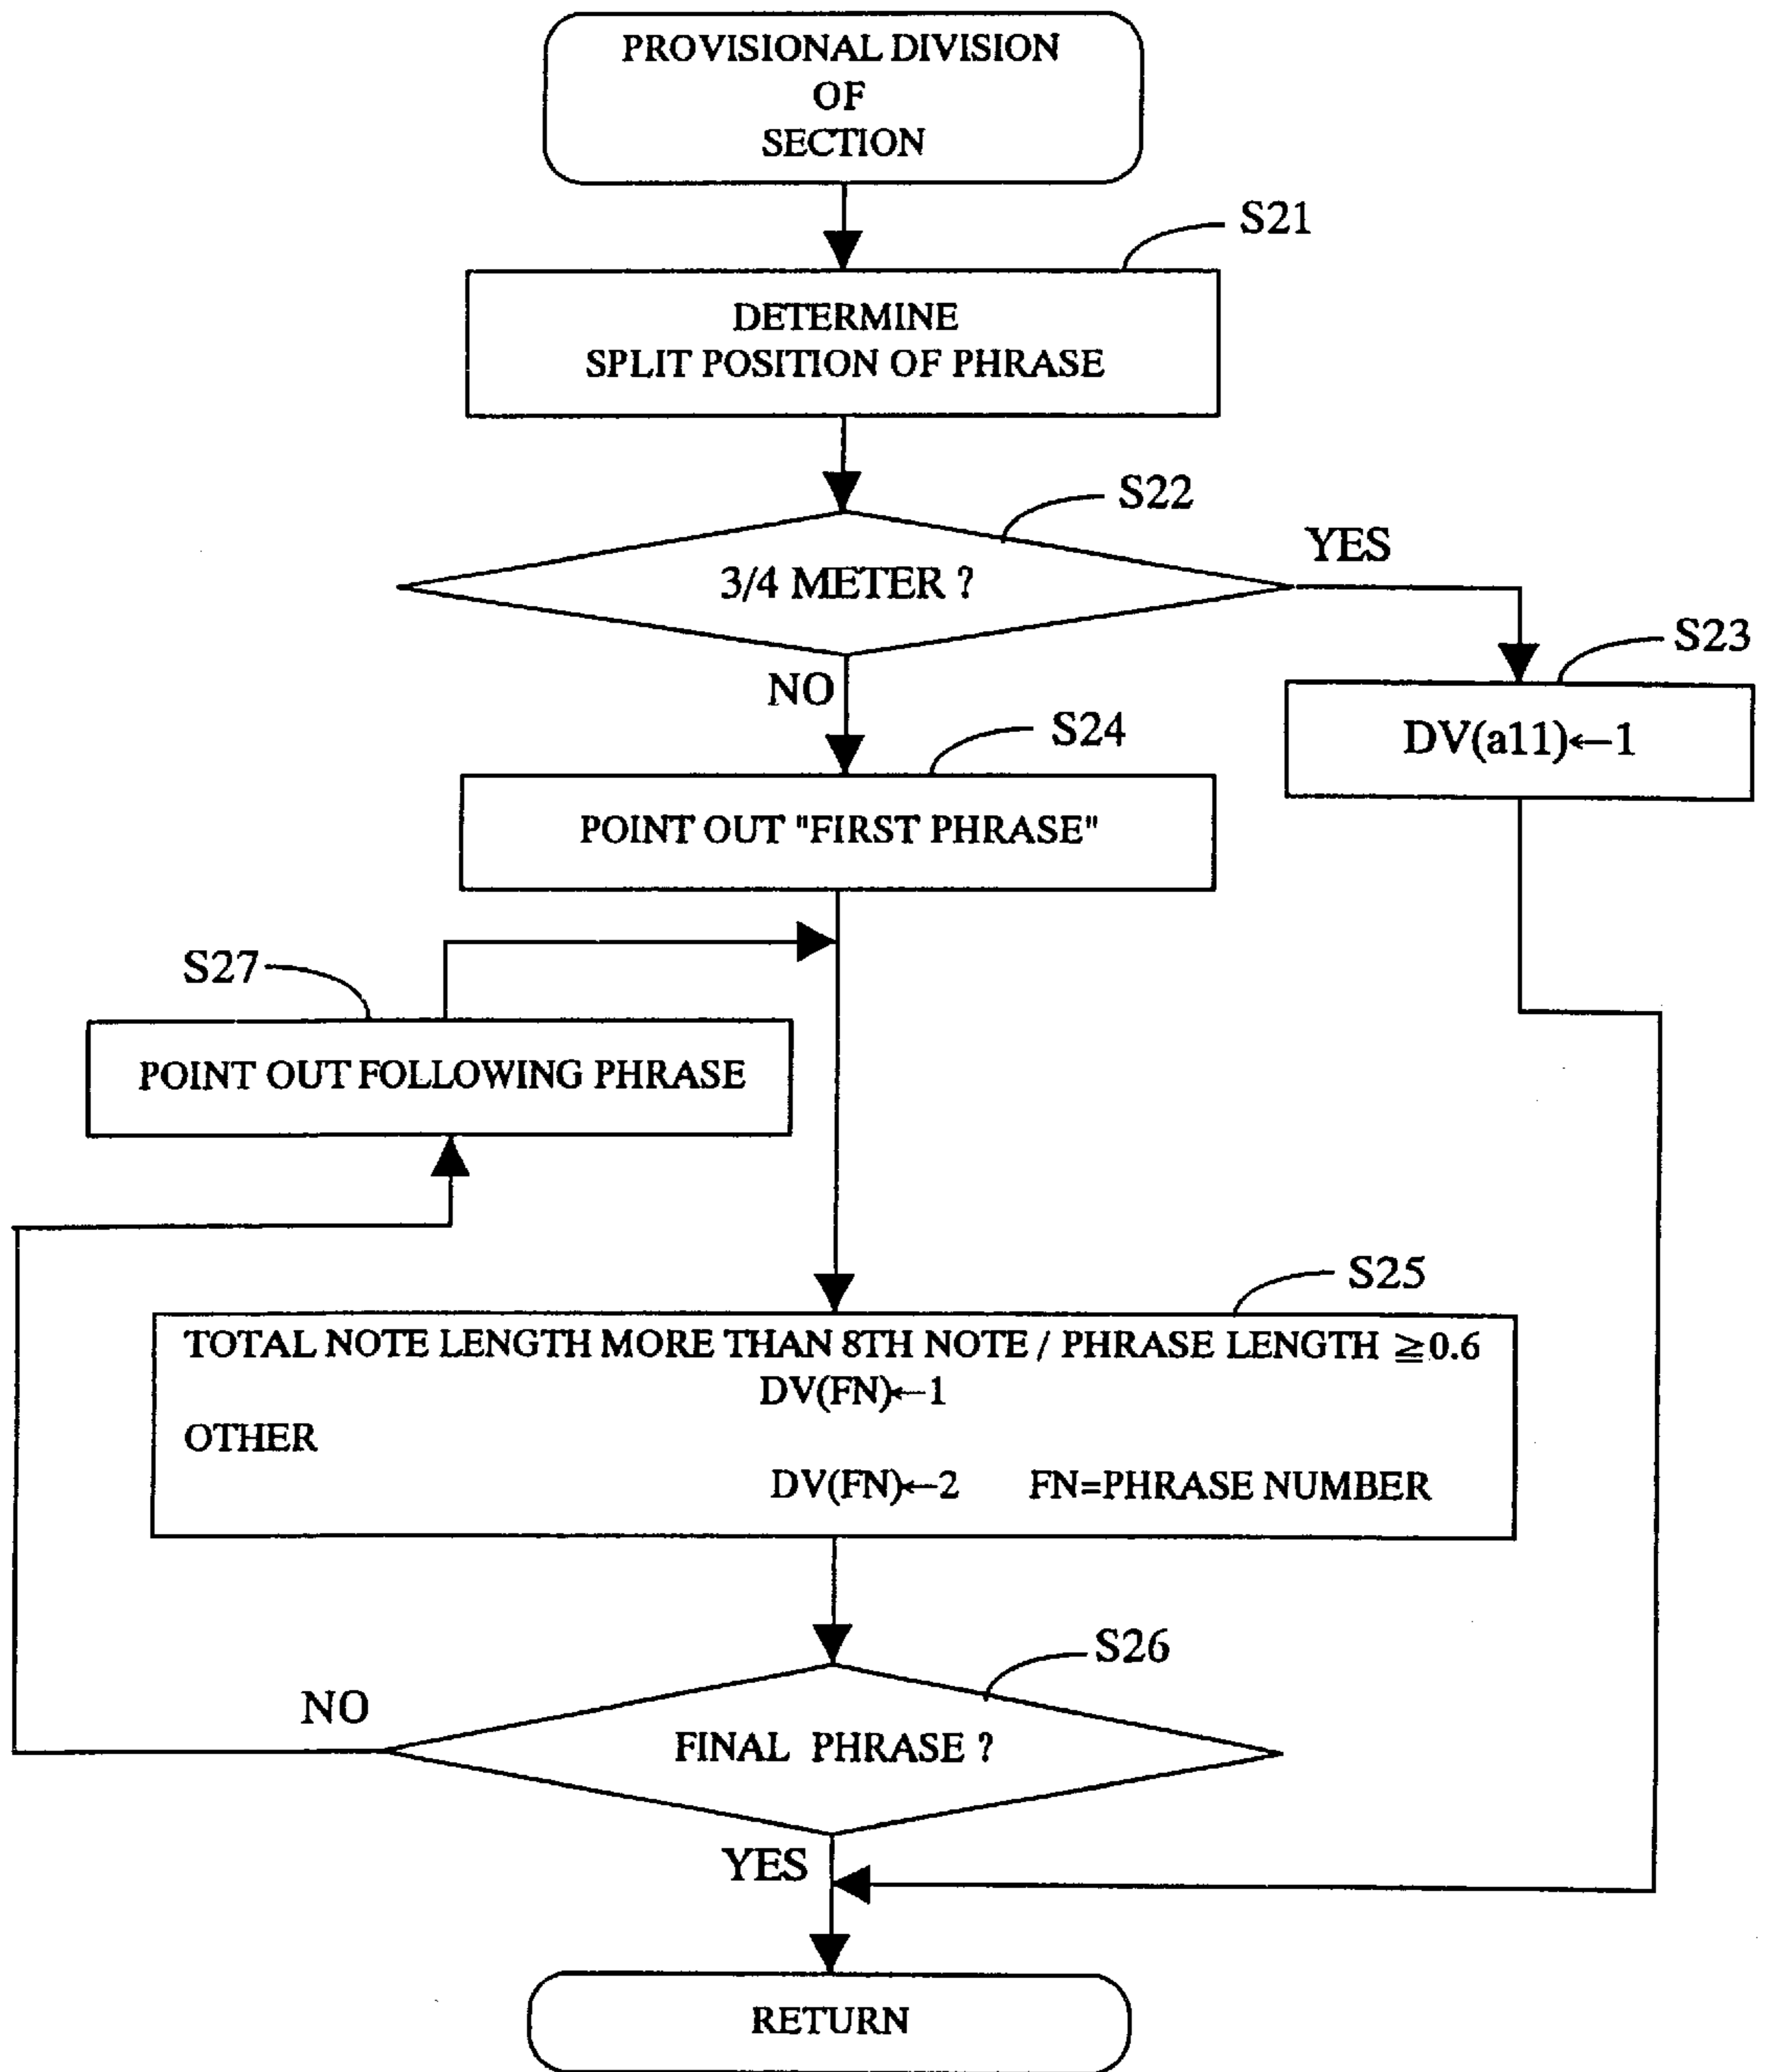 PROVISIONAL DIVISION
OF
SECTION
S21
DETERMINE
SPLIT POSITION OF PHRASE
S22
3/4 METER ?
YES
NO
S23
DV(a11)←1
S24
POINT OUT "FIRST PHRASE"
S27
POINT OUT FOLLOWING PHRASE
S25
TOTAL NOTE LENGTH MORE THAN 8TH NOTE / PHRASE LENGTH ≧0.6
DV(FN)←1
OTHER
DV(FN)←2 FN=PHRASE NUMBER
S26
NO
FINAL PHRASE ?
YES
RETURN